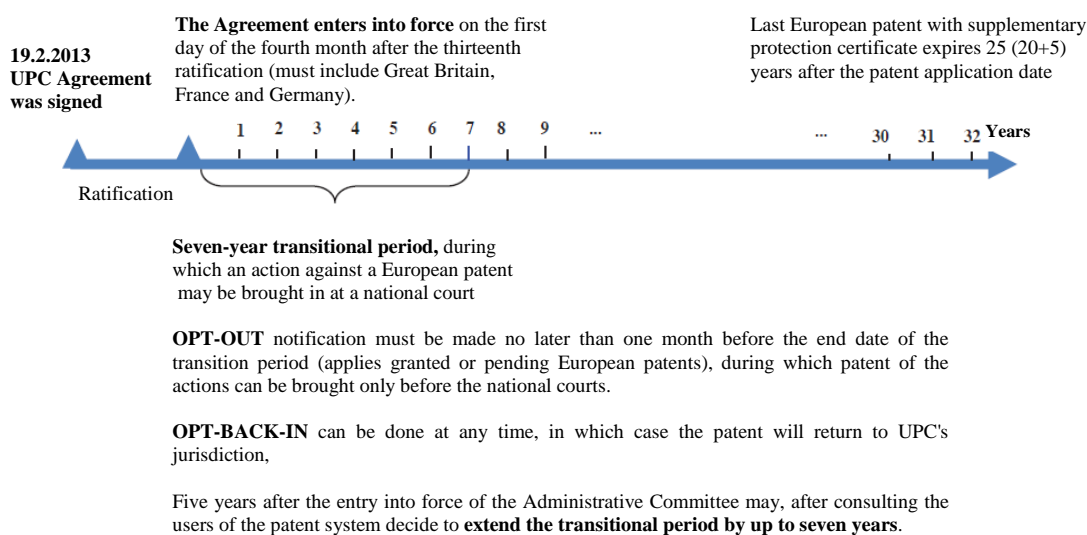 19.2.2013
UPC Agreement
was signed
The Agreement enters into force on the first
day of the fourth month after the thirteenth
ratification (must include Great Britain,
France and Germany).
Last European patent with supplementary
protection certificate expires 25 (20+5)
years after the patent application date
1 2 3 4 5 6 7 8 9 ... ... 30 31 32 Years
Ratification
Seven-year transitional period, during
which an action against a European patent
may be brought in at a national court
OPT-OUT notification must be made no later than one month before the end date of the
transition period (applies granted or pending European patents), during which patent of the
actions can be brought only before the national courts.
OPT-BACK-IN can be done at any time, in which case the patent will return to UPC's
jurisdiction,
Five years after the entry into force of the Administrative Committee may, after consulting the
users of the patent system decide to extend the transitional period by up to seven years.